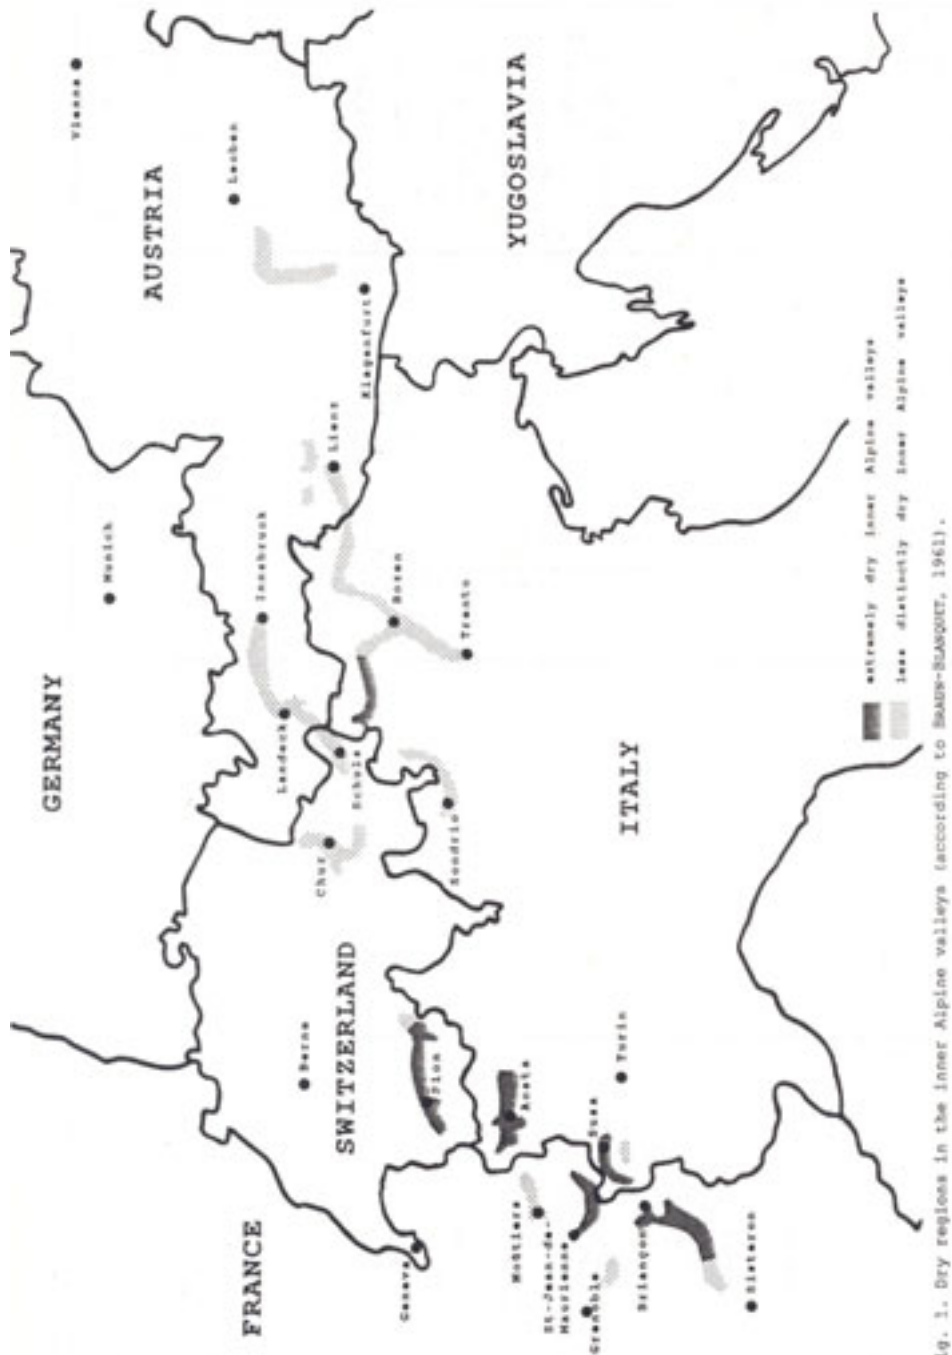 GERMANY
Munich
Vienna
AUSTRIA
Leoben
FRANCE
SWITZERLAND
Berne
Geneva
Chur
Landeck
Innsbruck
Schuls
Lienz
Klagenfurt
YUGOSLAVIA
Sion
Aosta
Sondrio
Bozen
Trento
ITALY
Moûtiers
St-Jean-de-
Maurienne
Grenoble
Susa
Turin
Briançon
Sisteron
extremely dry inner Alpine valleys
less distinctly dry inner Alpine valleys
ig. 1. Dry regions in the inner Alpine valleys (according to BRAUN-BLANQUET, 1961).